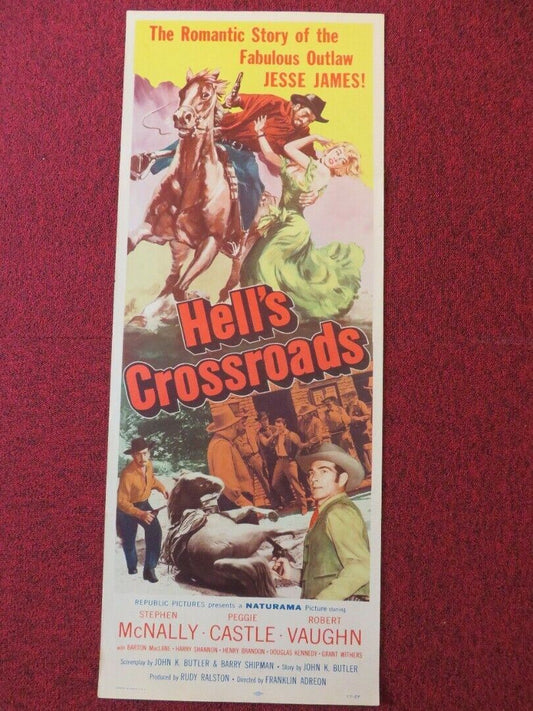 The Romantic Story of the
Fabulous Outlaw
JESSE JAMES!
Hell's
Crossroads
REPUBLIC PICTURES presents a NATURAMA Picture starring
STEPHEN PEGGIE ROBERT
McNALLY · CASTLE · VAUGHN
with BARTON MacLANE · HARRY SHANNON · HENRY BRANDON · DOUGLAS KENNEDY · GRANT WITHERS
Screenplay by JOHN K. BUTLER & BARRY SHIPMAN · Story by JOHN K. BUTLER
Produced by RUDY RALSTON · Directed by FRANKLIN ADREON